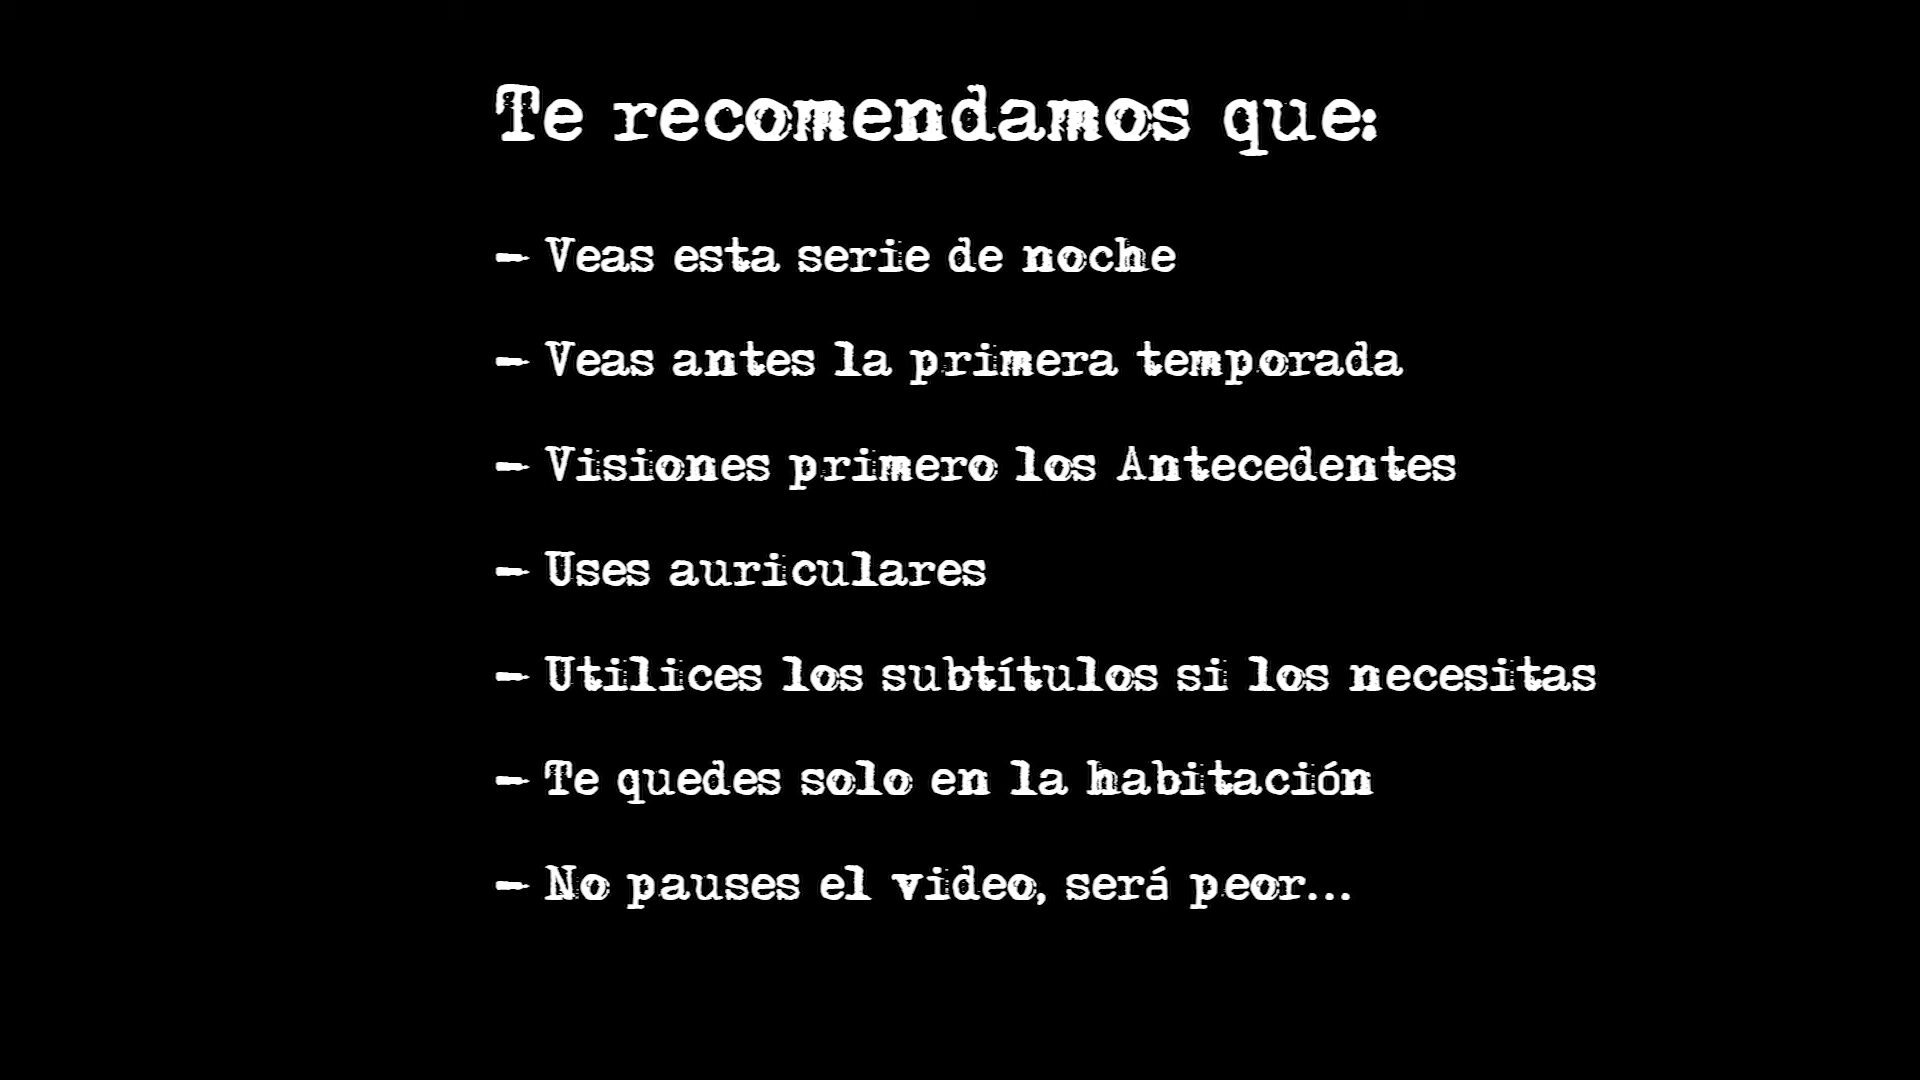 Te recomendamos que:
- Veas esta serie de noche
- Veas antes la primera temporada
- Visiones primero los Antecedentes
- Uses auriculares
- Utilices los subtítulos si los necesitas
- Te quedes solo en la habitación
- No pauses el video, será peor...